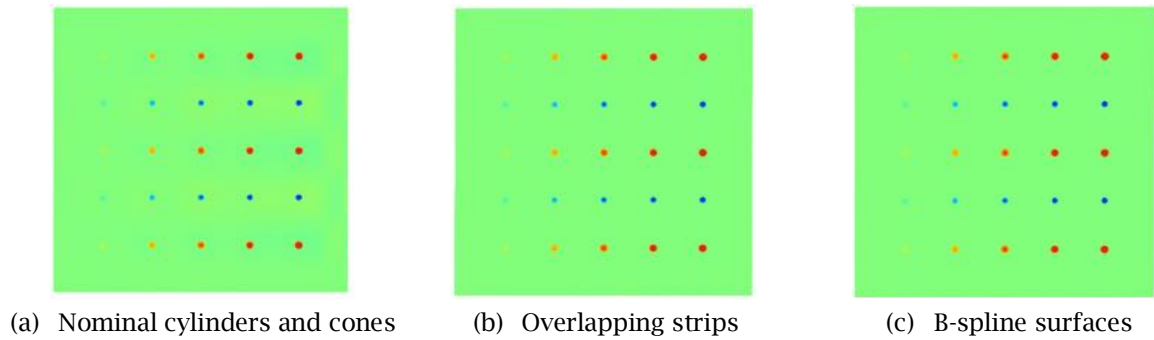 (a) Nominal cylinders and cones
(b) Overlapping strips
(c) B-spline surfaces